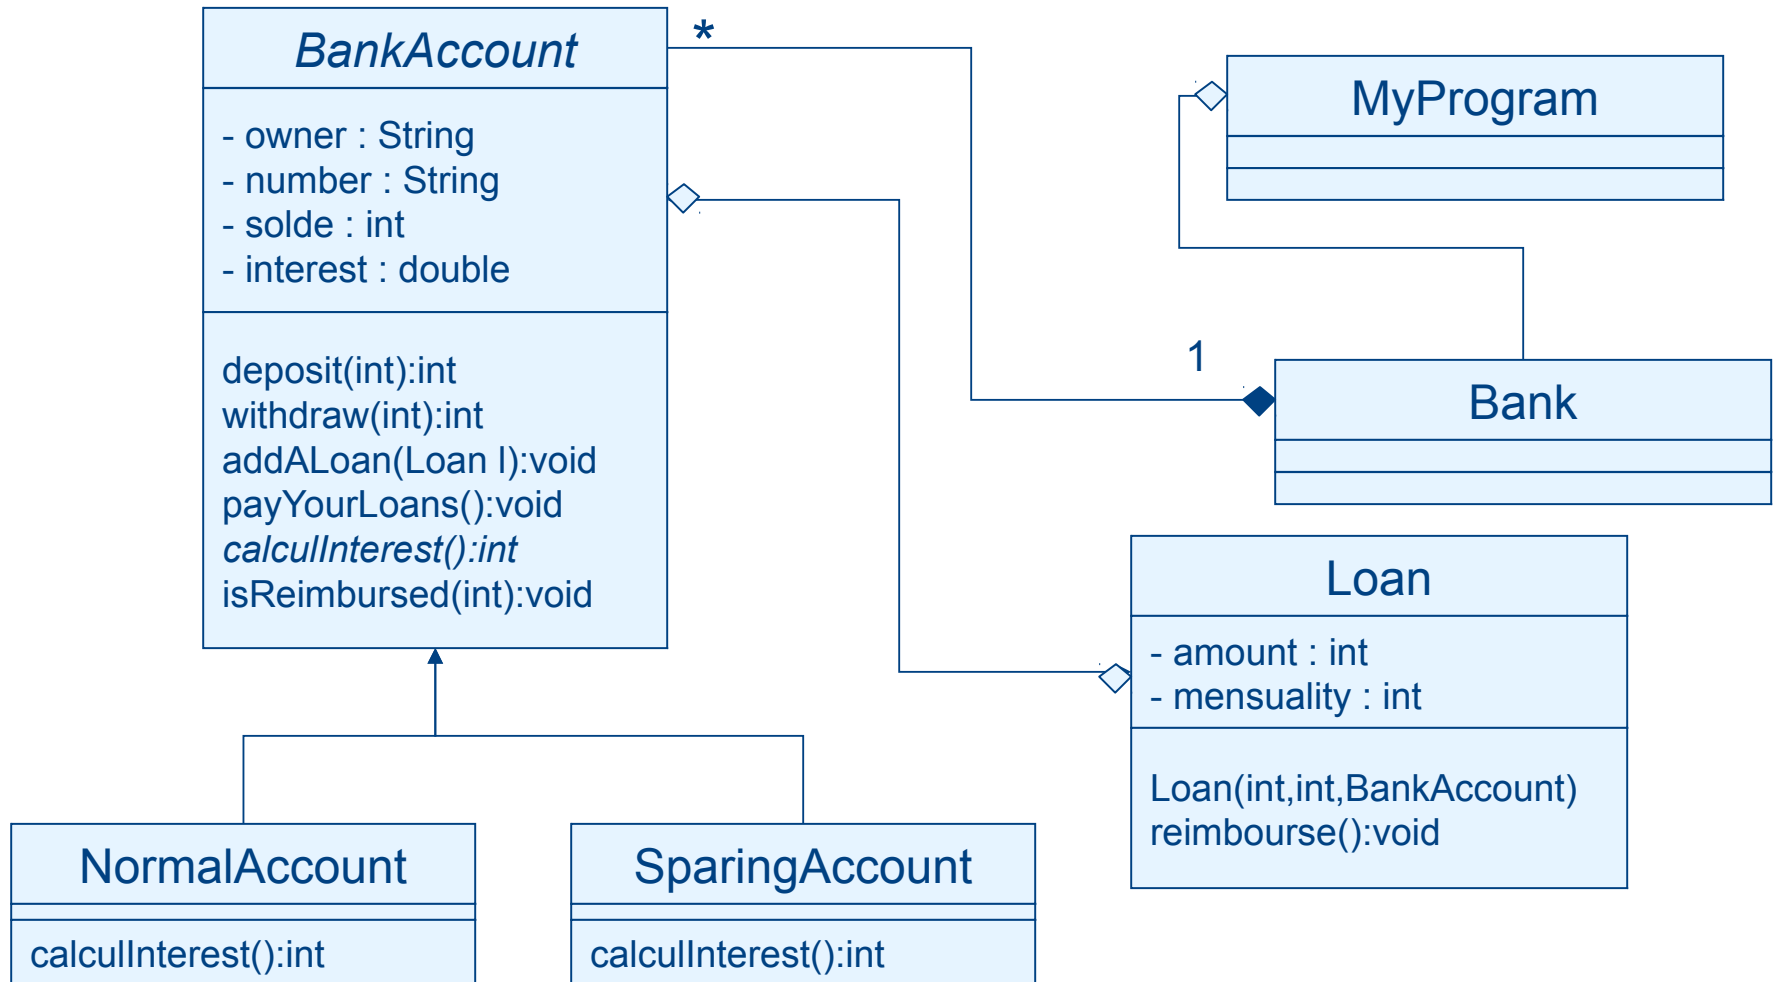 BankAccount
- owner : String
- number : String
- solde : int
- interest : double
deposit(int):int
withdraw(int):int
addALoan(Loan l):void
payYourLoans():void
calculInterest():int
isReimbursed(int):void
*
MyProgram
1
Bank
Loan
- amount : int
- mensuality : int
Loan(int,int,BankAccount)
reimbourse():void
NormalAccount
calculInterest():int
SparingAccount
calculInterest():int